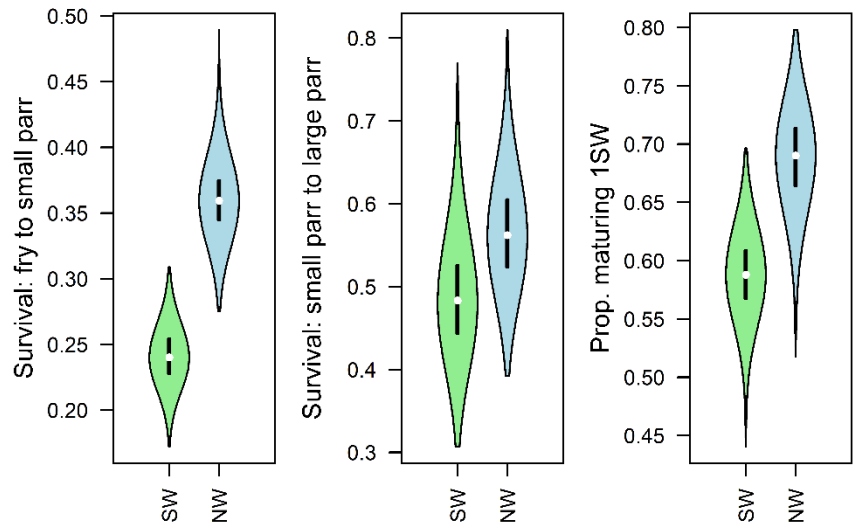 Survival: fry to small parr
0.50
0.45
0.40
0.35
0.30
0.25
0.20
SW
NW
Survival: small parr to large parr
0.8
0.7
0.6
0.5
0.4
0.3
SW
NW
Prop. maturing 1SW
0.80
0.75
0.70
0.65
0.60
0.55
0.50
0.45
SW
NW